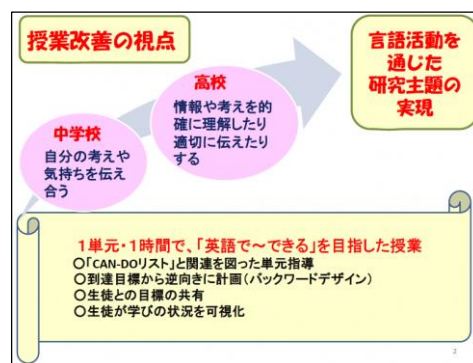 授業改善の視点
言語活動を
通じた
研究主題の
実現
高校
情報や考えを的
確に理解したり
適切に伝えたり
する
中学校
自分の考えや
気持ちを伝え
合う
1単元・1時間で、「英語で～できる」を目指した授業
○「CAN-DOリスト」と関連を図った単元指導
○到達目標から逆向きに計画（バックワードデザイン）
○生徒との目標の共有
○生徒が学びの状況を可視化
2